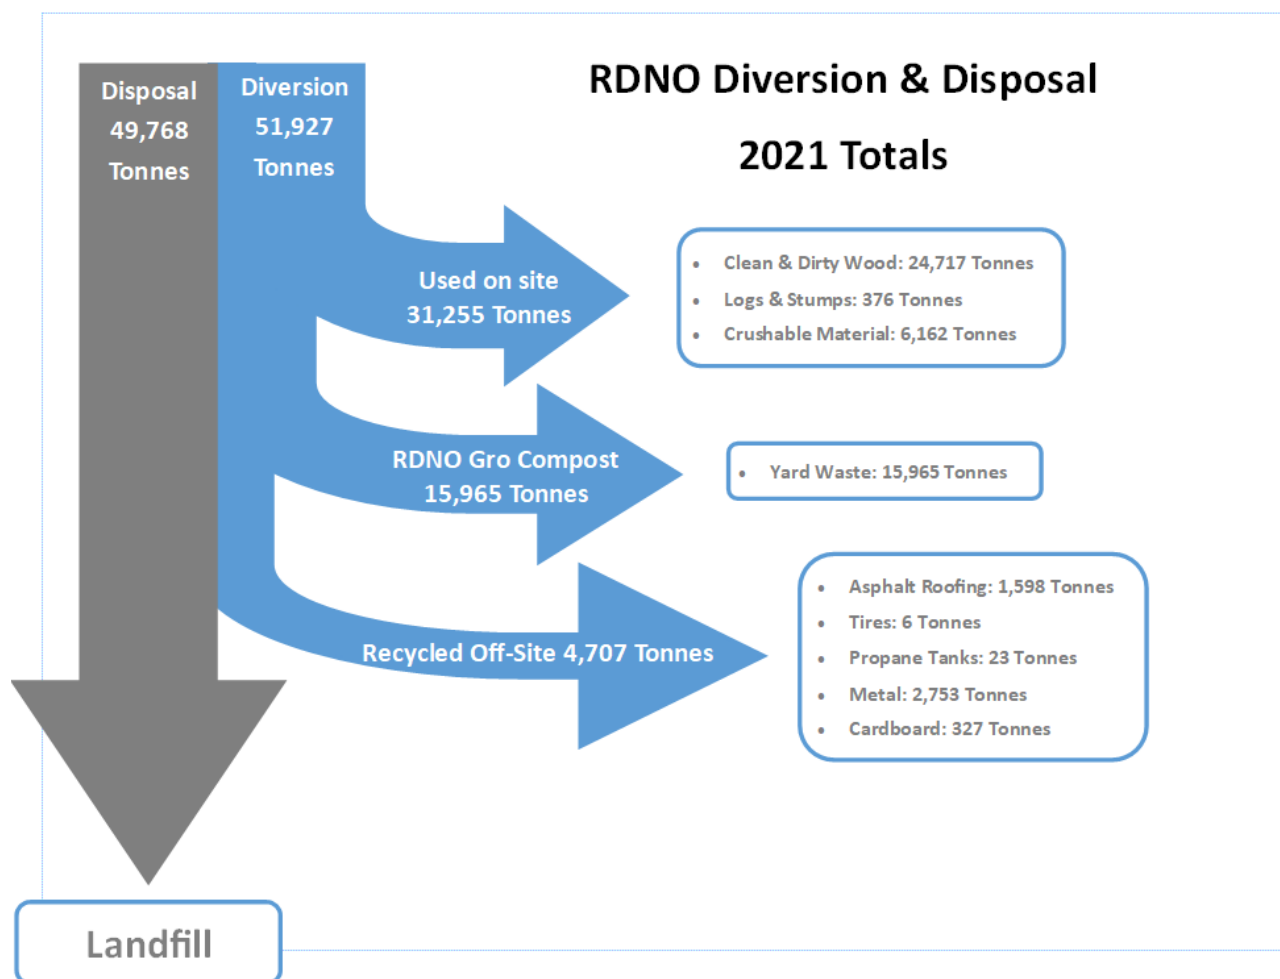 RDNO Diversion & Disposal
2021 Totals
Disposal
49,768
Tonnes
Diversion
51,927
Tonnes
Used on site
31,255 Tonnes
• Clean & Dirty Wood: 24,717 Tonnes
• Logs & Stumps: 376 Tonnes
• Crushable Material: 6,162 Tonnes
RDNO Gro Compost
15,965 Tonnes
• Yard Waste: 15,965 Tonnes
Recycled Off-Site 4,707 Tonnes
• Asphalt Roofing: 1,598 Tonnes
• Tires: 6 Tonnes
• Propane Tanks: 23 Tonnes
• Metal: 2,753 Tonnes
• Cardboard: 327 Tonnes
Landfill